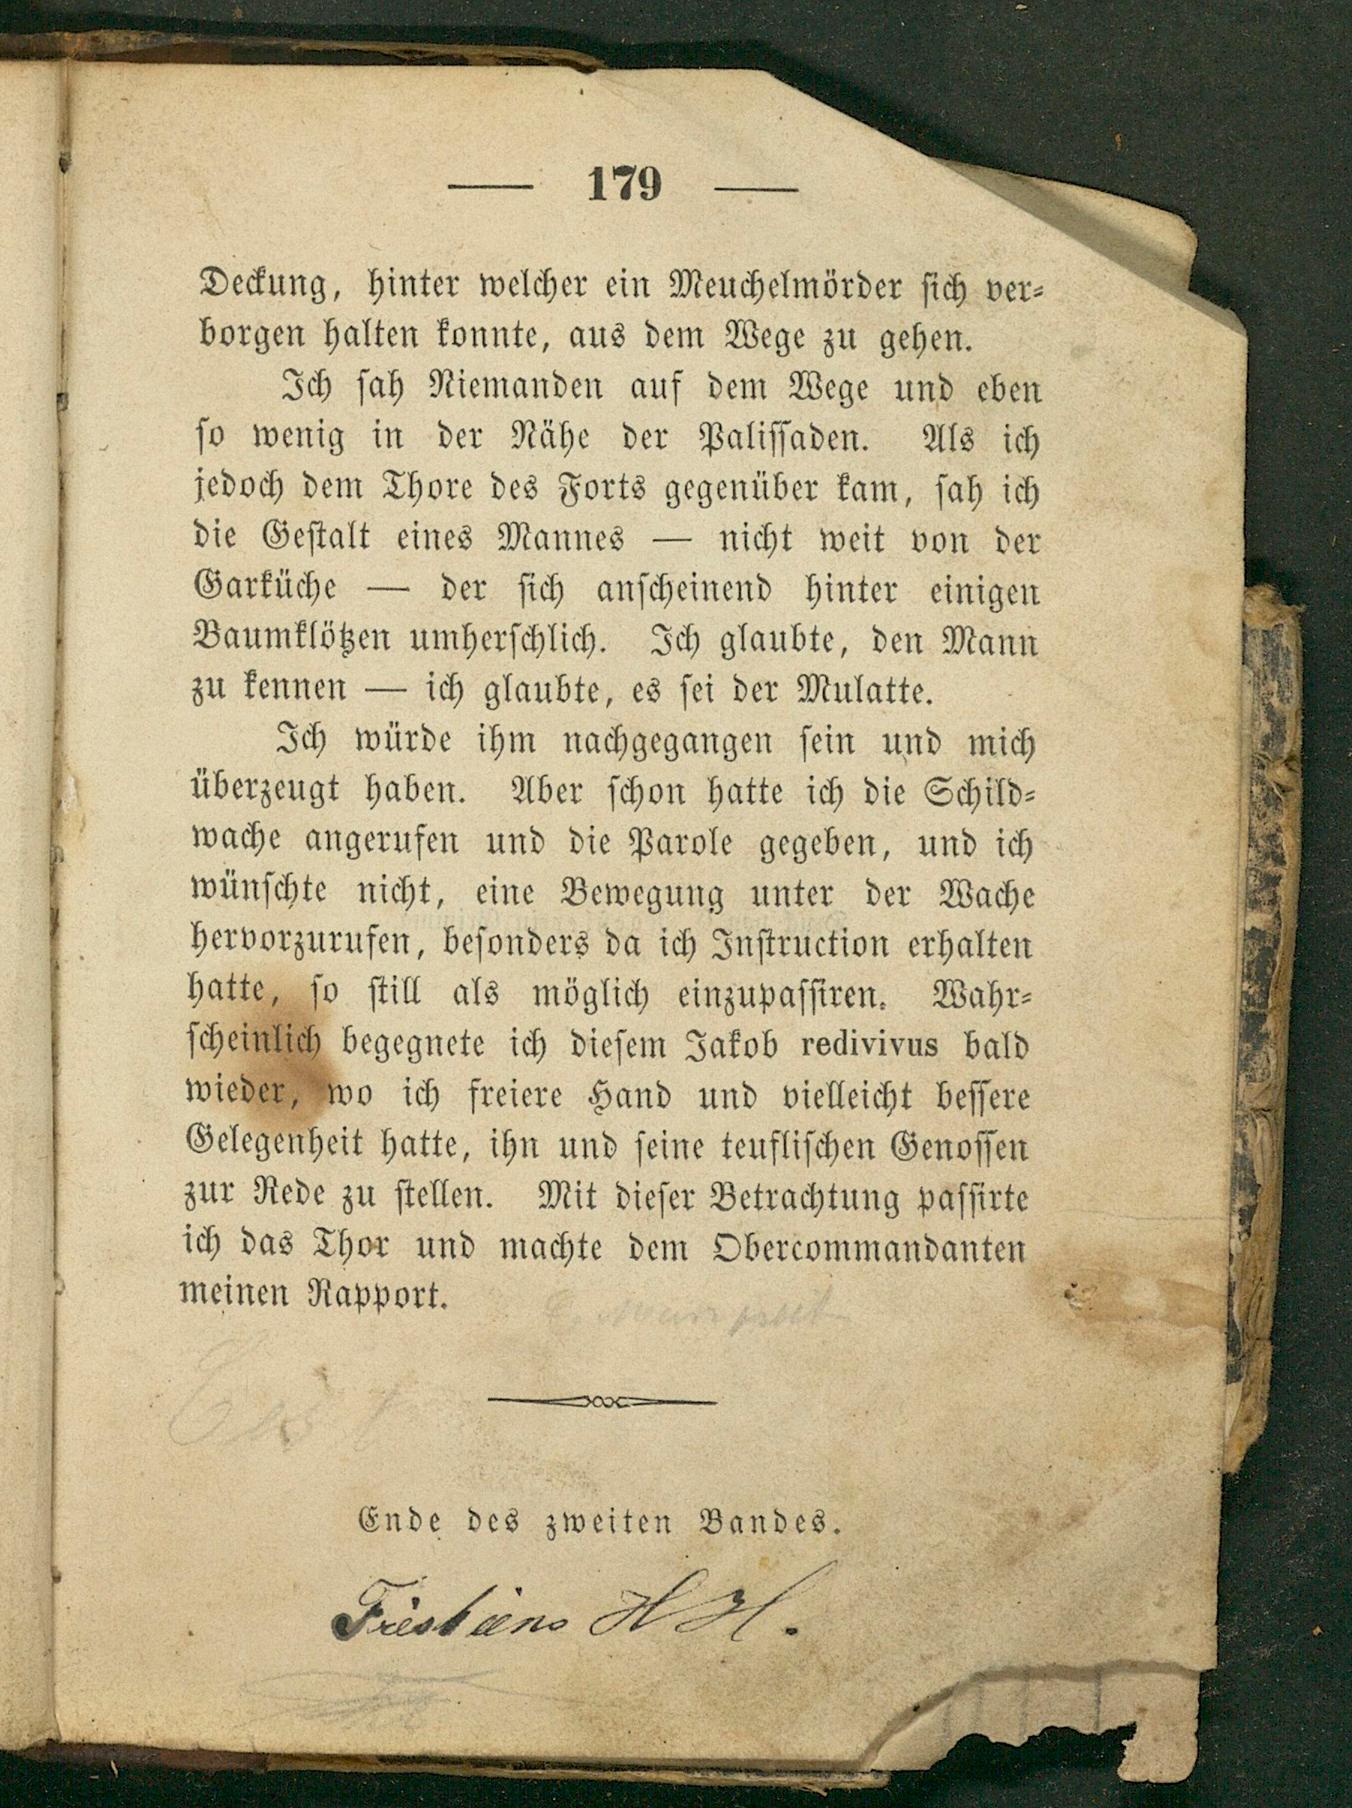 — 179 —
Deckung, hinter welcher ein Meuchelmörder sich ver-
borgen halten konnte, aus dem Wege zu gehen.
Ich sah Niemanden auf dem Wege und eben
so wenig in der Nähe der Palissaden. Als ich
jedoch dem Thore des Forts gegenüber kam, sah ich
die Gestalt eines Mannes — nicht weit von der
Garküche — der sich anscheinend hinter einigen
Baumklötzen umherschlich. Ich glaubte, den Mann
zu kennen — ich glaubte, es sei der Mulatte.
Ich würde ihm nachgegangen sein und mich
überzeugt haben. Aber schon hatte ich die Schild-
wache angerufen und die Parole gegeben, und ich
wünschte nicht, eine Bewegung unter der Wache
hervorzurufen, besonders da ich Instruction erhalten
hatte, so still als möglich einzupassiren. Wahr-
scheinlich begegnete ich diesem Jakob redivivus bald
wieder, wo ich freiere Hand und vielleicht bessere
Gelegenheit hatte, ihn und seine teuflischen Genossen
zur Rede zu stellen. Mit dieser Betrachtung passirte
ich das Thor und machte dem Obercommandanten
meinen Rapport.
Ende des zweiten Bandes.
H H.